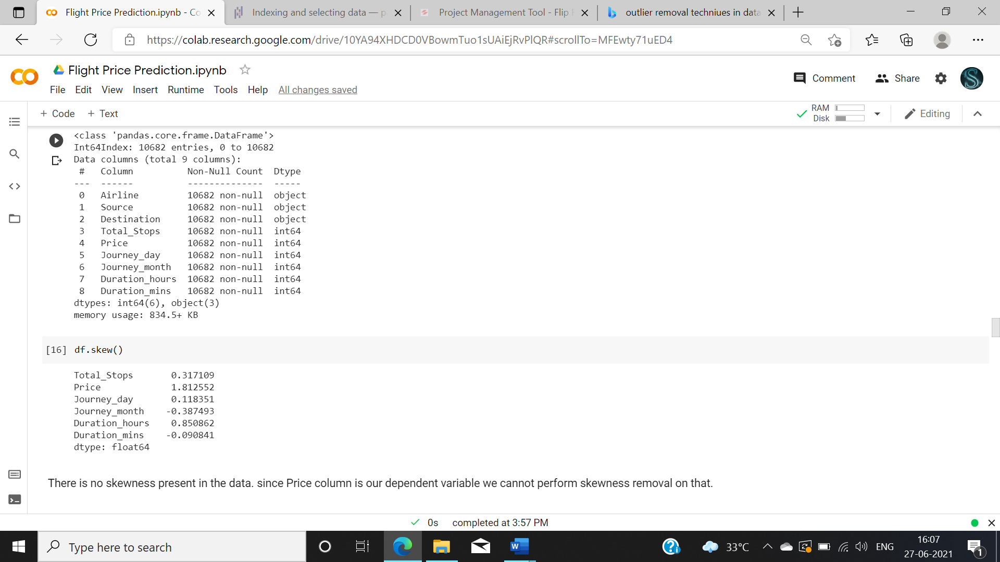 Flight Price Prediction.ipynb - Co
Indexing and selecting data — p
Project Management Tool - Flip
outlier removal techniues in data
https://colab.research.google.com/drive/10YA94XHDCD0VBowmTuo1sUAiEjRvPlQR#scrollTo=MFEwty71uED4
Flight Price Prediction.ipynb
Comment
Share
File Edit View Insert Runtime Tools Help All changes saved
+ Code + Text
RAM
Disk
Editing
<class 'pandas.core.frame.DataFrame'>
Int64Index: 10682 entries, 0 to 10682
Data columns (total 9 columns):
# Column Non-Null Count Dtype
--- ------ -------------- -----
0 Airline 10682 non-null object
1 Source 10682 non-null object
2 Destination 10682 non-null object
3 Total_Stops 10682 non-null int64
4 Price 10682 non-null int64
5 Journey_day 10682 non-null int64
6 Journey_month 10682 non-null int64
7 Duration_hours 10682 non-null int64
8 Duration_mins 10682 non-null int64
dtypes: int64(6), object(3)
memory usage: 834.5+ KB
[16] df.skew()
Total_Stops 0.317109
Price 1.812552
Journey_day 0.118351
Journey_month -0.387493
Duration_hours 0.850862
Duration_mins -0.090841
dtype: float64
There is no skewness present in the data. since Price column is our dependent variable we cannot perform skewness removal on that.
0s completed at 3:57 PM
Type here to search
33°C
ENG
16:07
27-06-2021
1